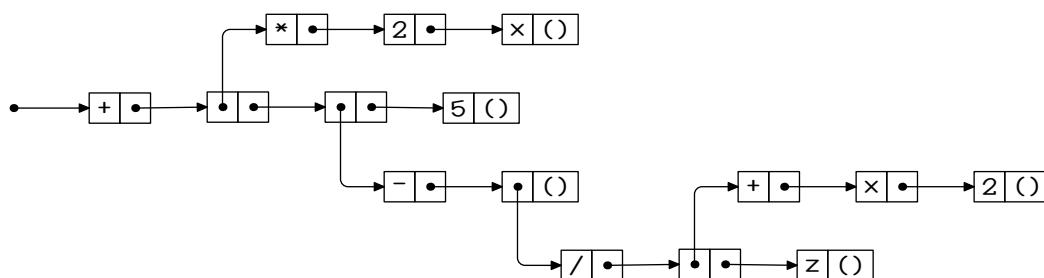 * 2 x ()
+ 5 ()
- () + x 2 ()
/ z ()